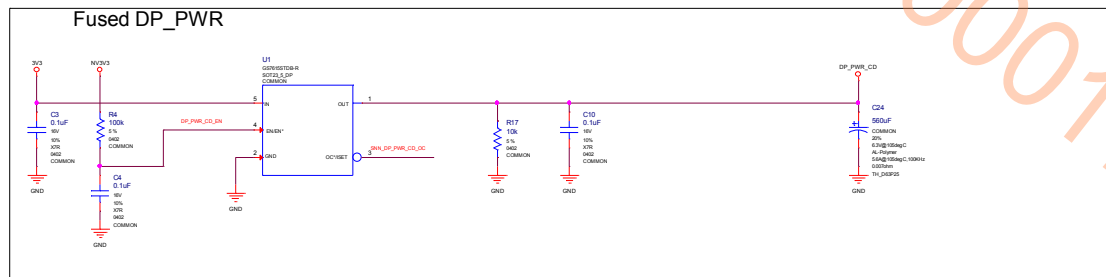 Fused DP_PWR
3V3
NV3V3
U1
GS7615STDB-R
SOT23_5_DP
COMMON
DP_PWR_CD
5
IN
OUT
1
C3
0.1uF
16V
10%
X7R
0402
COMMON
GND
R4
100k
5 %
0402
COMMON
DP_PWR_CD_EN
4
EN/EN*
2
GND
OC*/ISET
3
SNN_DP_PWR_CD_OC
GND
C4
0.1uF
16V
10%
X7R
0402
COMMON
GND
R17
10k
5 %
0402
COMMON
GND
C10
0.1uF
16V
10%
X7R
0402
COMMON
GND
C24
560uF
COMMON
20%
6.3V@105degC
AL-Polymer
5.6A@105degC,100KHz
0.007ohm
TH_D63P25
GND